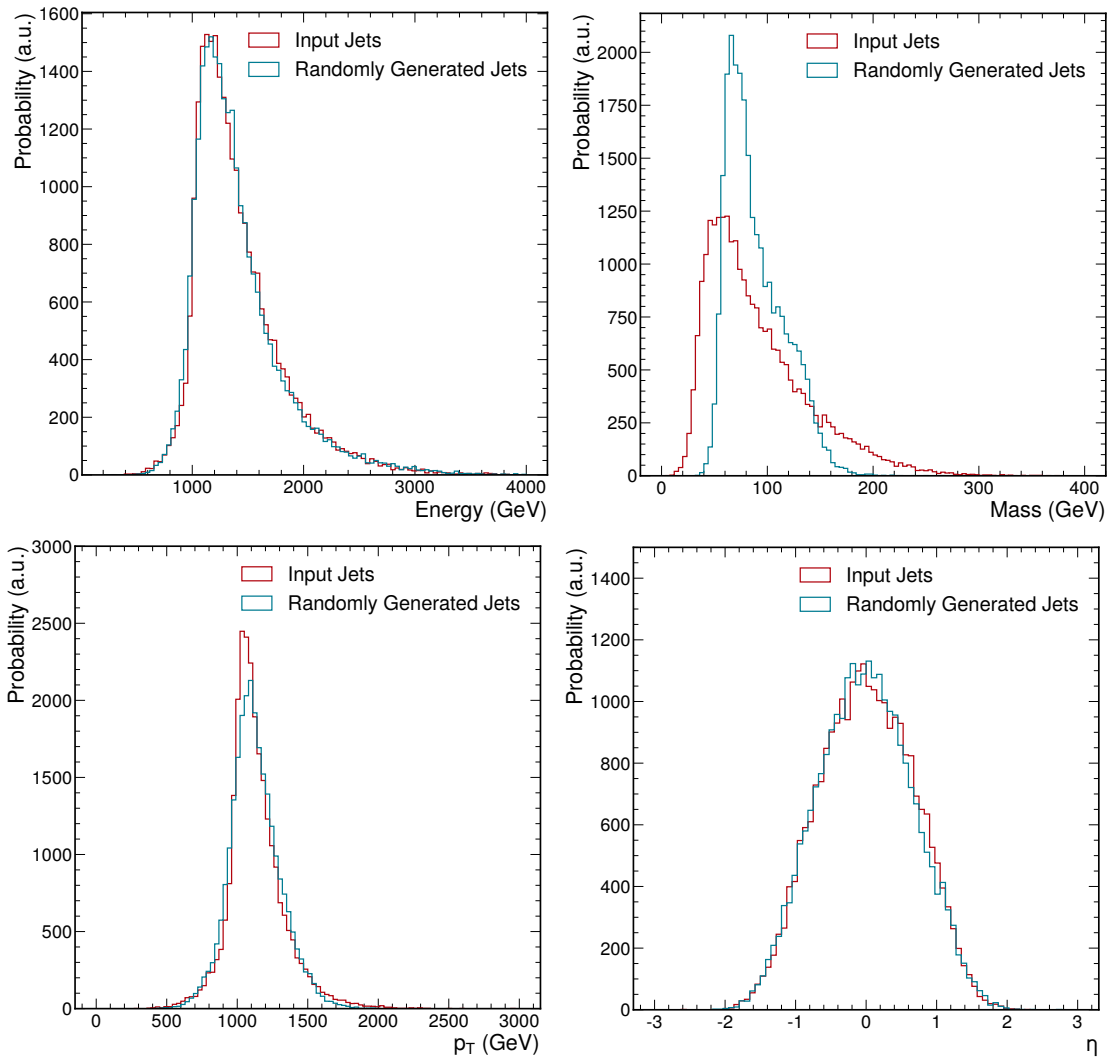 Probability (a.u.)
1600
1400
1200
1000
800
600
400
200
0
Input Jets
Randomly Generated Jets
1000 2000 3000 4000
Energy (GeV)
Probability (a.u.)
2000
1750
1500
1250
1000
750
500
250
0
Input Jets
Randomly Generated Jets
0 100 200 300 400
Mass (GeV)
Probability (a.u.)
3000
2500
2000
1500
1000
500
0
Input Jets
Randomly Generated Jets
0 500 1000 1500 2000 2500 3000
pT (GeV)
Probability (a.u.)
1400
1200
1000
800
600
400
200
0
Input Jets
Randomly Generated Jets
-3 -2 -1 0 1 2 3
η